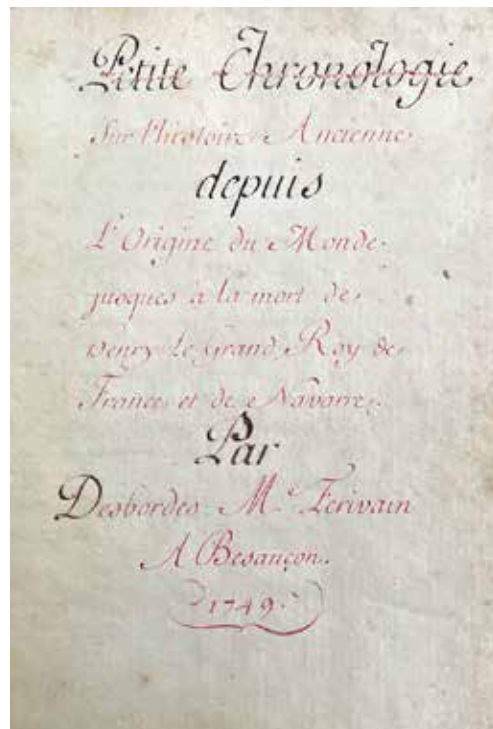 Petite Chronologie
Sur l'histoire Ancienne
depuis
L'Origine du Monde
jusques a la mort de
henry Le Grand Roy de
France et de Navarre.
Par
Desbordes M.e Ecrivain
A Besançon.
1749.